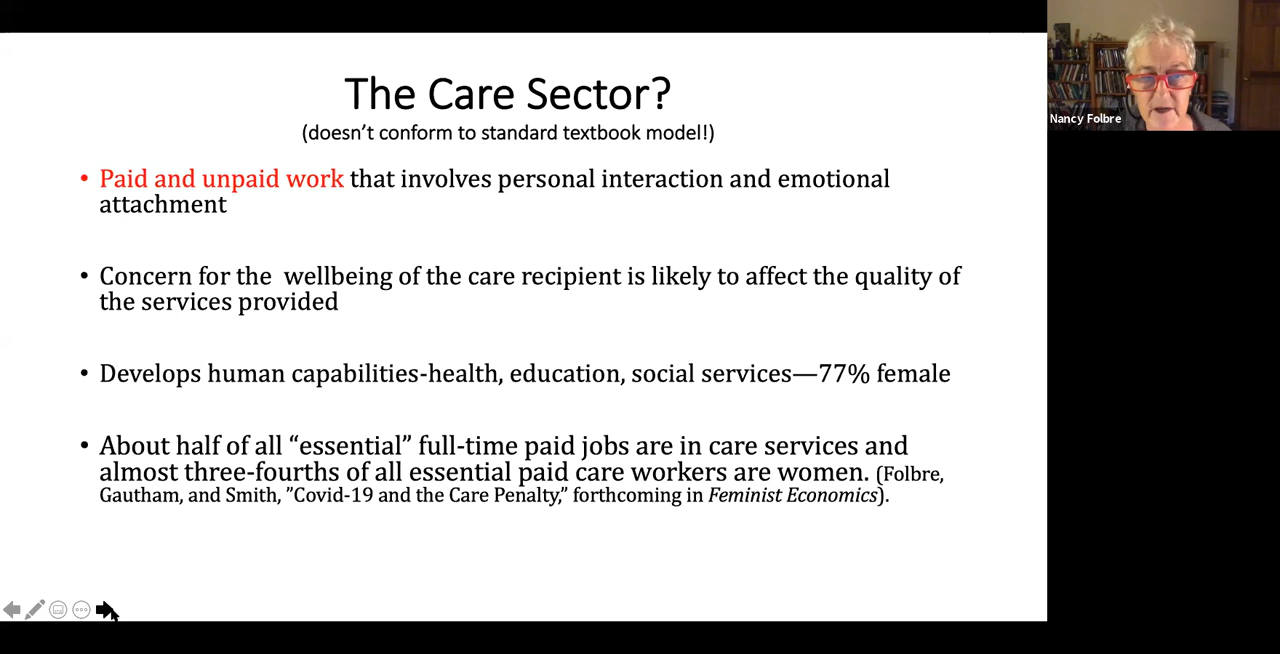 The Care Sector?
(doesn’t conform to standard textbook model!)
• Paid and unpaid work that involves personal interaction and emotional
attachment
• Concern for the  wellbeing of the care recipient is likely to affect the quality of
the services provided
• Develops human capabilities-health, education, social services—77% female
• About half of all “essential” full-time paid jobs are in care services and
almost three-fourths of all essential paid care workers are women. (Folbre,
Gautham, and Smith, ”Covid-19 and the Care Penalty,” forthcoming in Feminist Economics).
Nancy Folbre